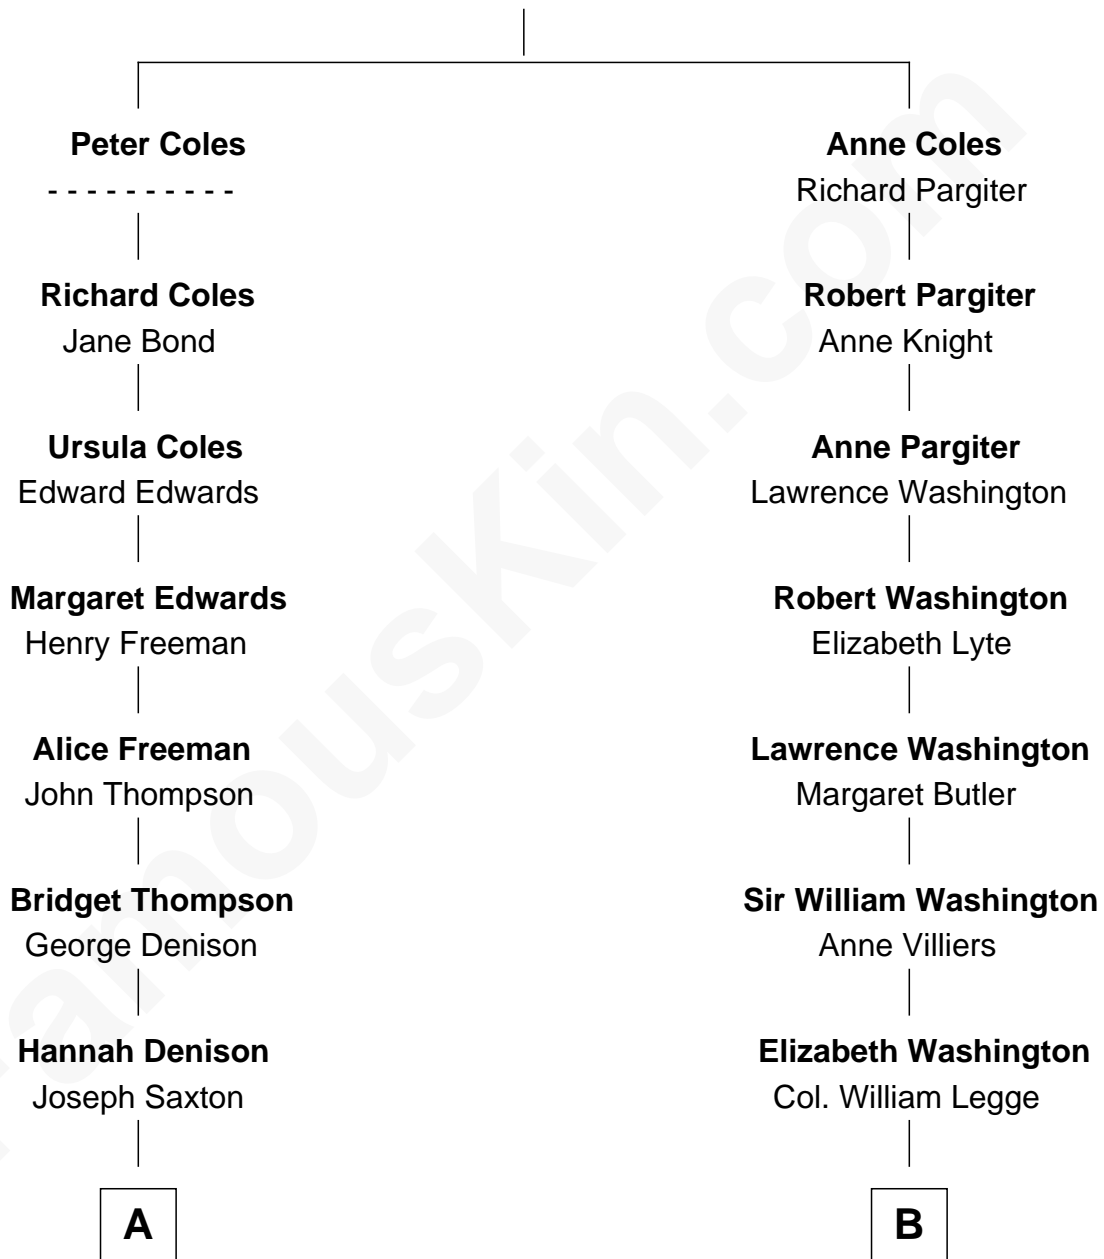 Peter Coles
- - - - - - - - - -
Richard Coles
Jane Bond
Ursula Coles
Edward Edwards
Margaret Edwards
Henry Freeman
Alice Freeman
John Thompson
Bridget Thompson
George Denison
Hannah Denison
Joseph Saxton
A
Anne Coles
Richard Pargiter
Robert Pargiter
Anne Knight
Anne Pargiter
Lawrence Washington
Robert Washington
Elizabeth Lyte
Lawrence Washington
Margaret Butler
Sir William Washington
Anne Villiers
Elizabeth Washington
Col. William Legge
B
FamousKin.com